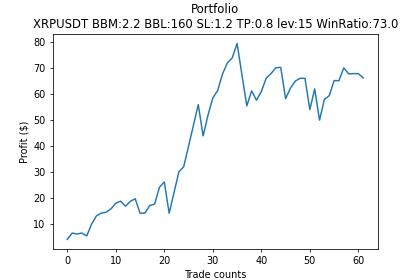 Portfolio
XRPUSDT BBM:2.2 BBL:160 SL:1.2 TP:0.8 lev:15 WinRatio:73.0
80
70
60
50
40
30
20
10
Profit ($)
0 10 20 30 40 50 60
Trade counts